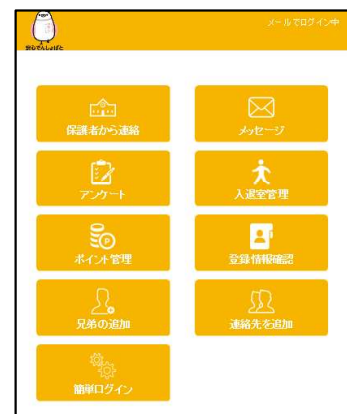 メールでログイン中
安心でんしょばと
保護者から連絡
メッセージ
アンケート
入退室管理
ポイント管理
登録情報確認
兄弟の追加
連絡先を追加
簡単ログイン